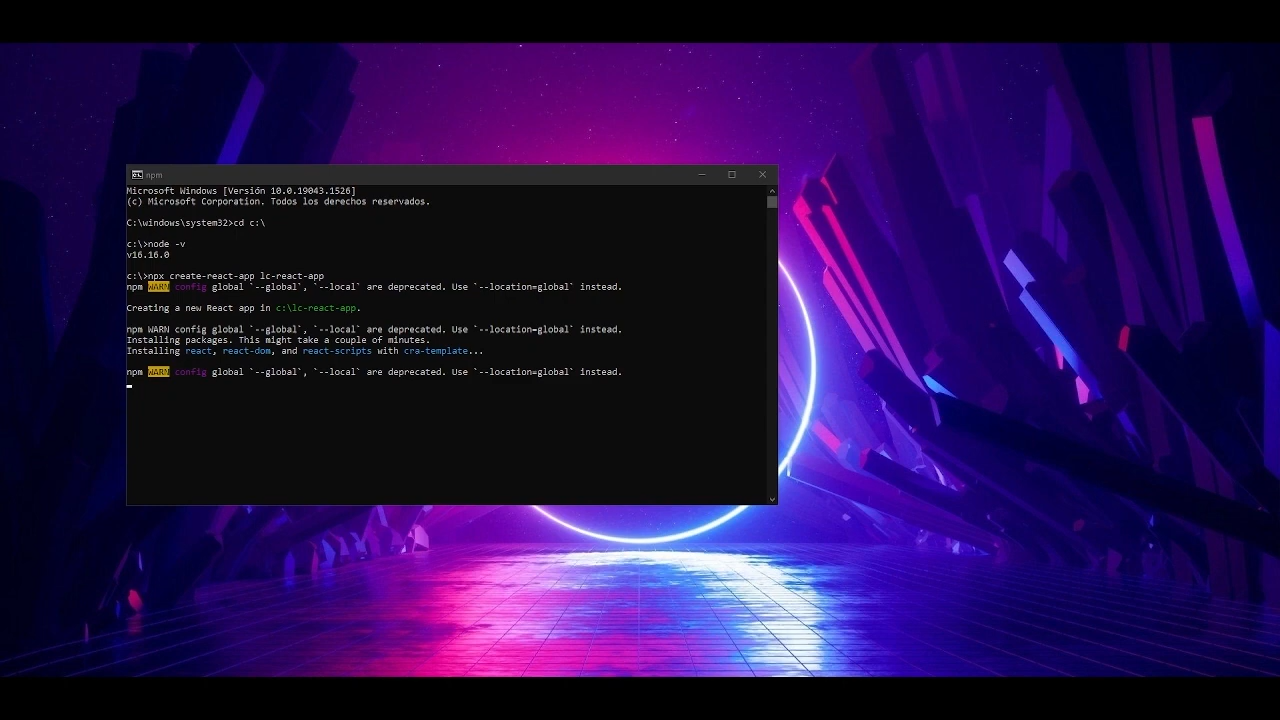 npm
Microsoft Windows [Versión 10.0.19043.1526]
(c) Microsoft Corporation. Todos los derechos reservados.
C:\windows\system32>cd c:\
c:\>node -v
v16.16.0
c:\>npx create-react-app lc-react-app
npm WARN config global `--global`, `--local` are deprecated. Use `--location=global` instead.
Creating a new React app in c:\lc-react-app.
npm WARN config global `--global`, `--local` are deprecated. Use `--location=global` instead.
Installing packages. This might take a couple of minutes.
Installing react, react-dom, and react-scripts with cra-template...
npm WARN config global `--global`, `--local` are deprecated. Use `--location=global` instead.